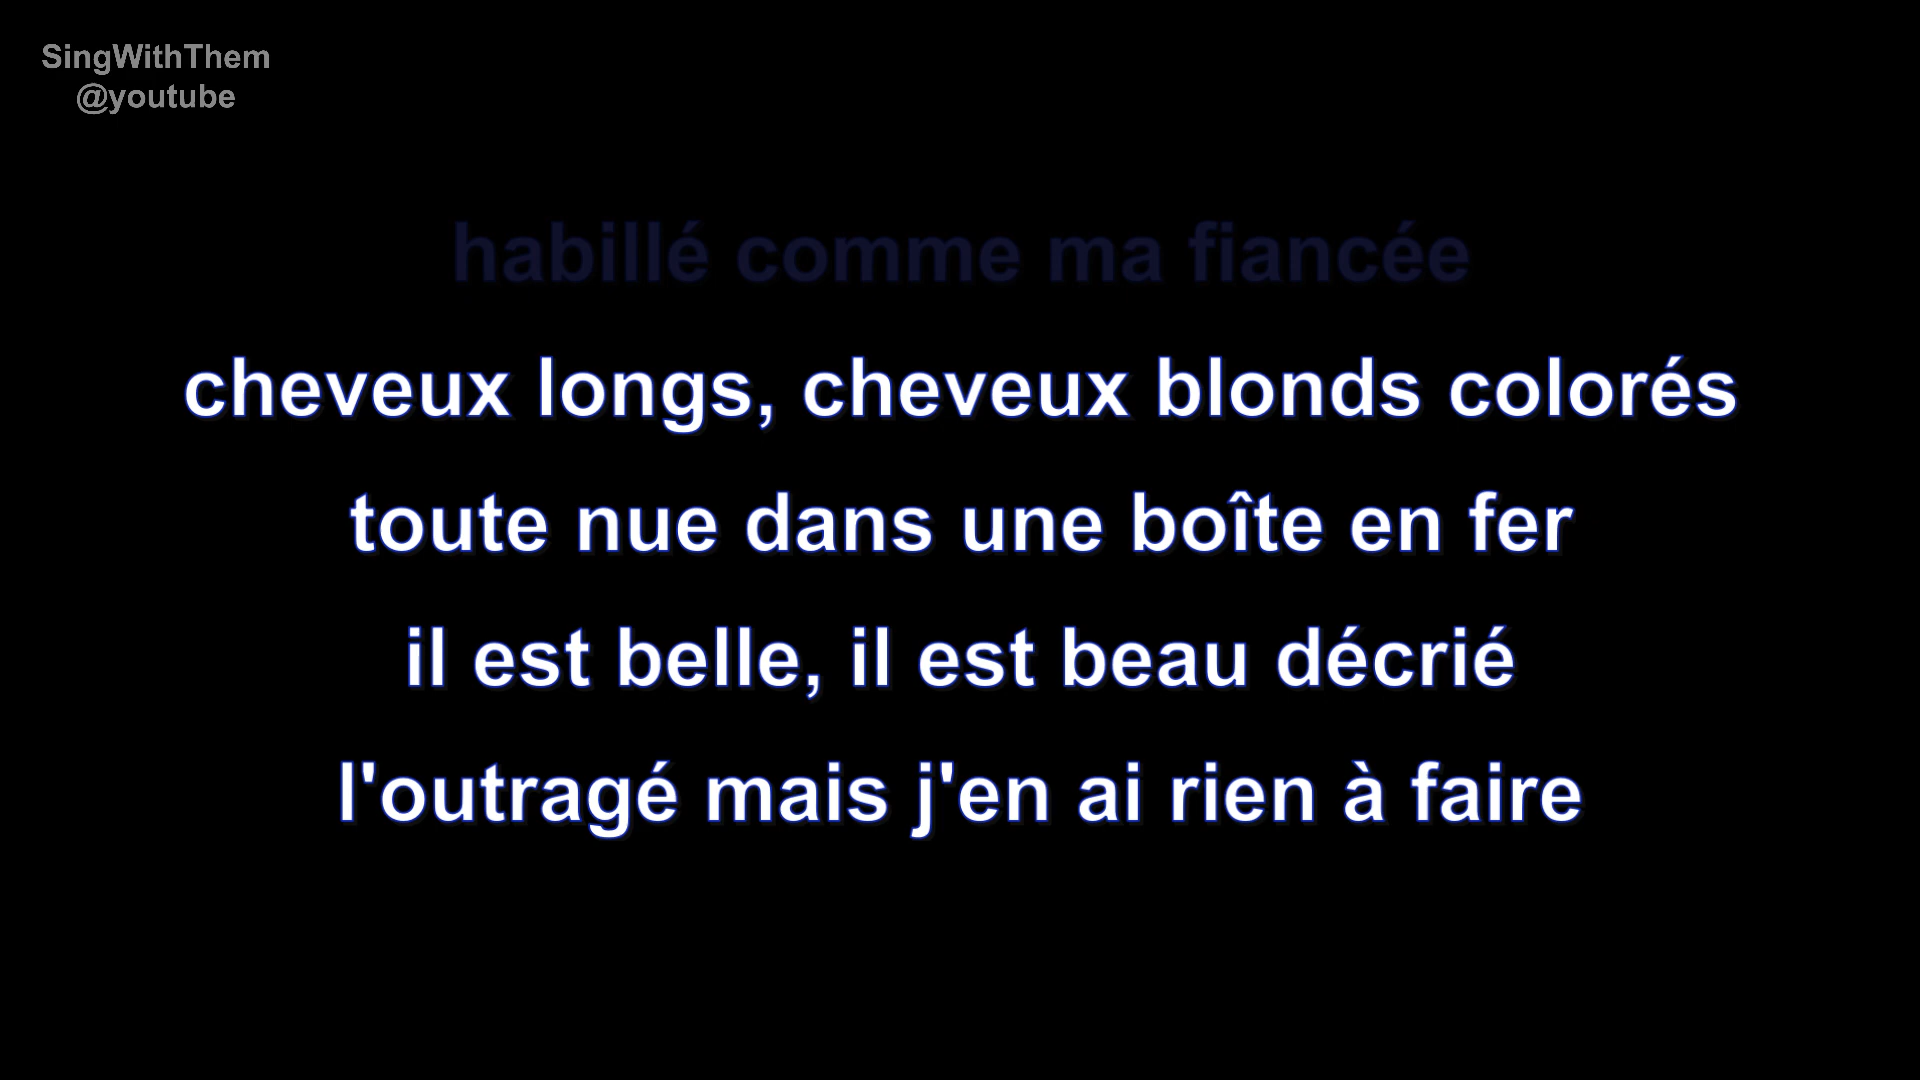 SingWithThem
@youtube
habillé comme ma fiancée
cheveux longs, cheveux blonds colorés
toute nue dans une boîte en fer
il est belle, il est beau décrié
l'outragé mais j'en ai rien à faire